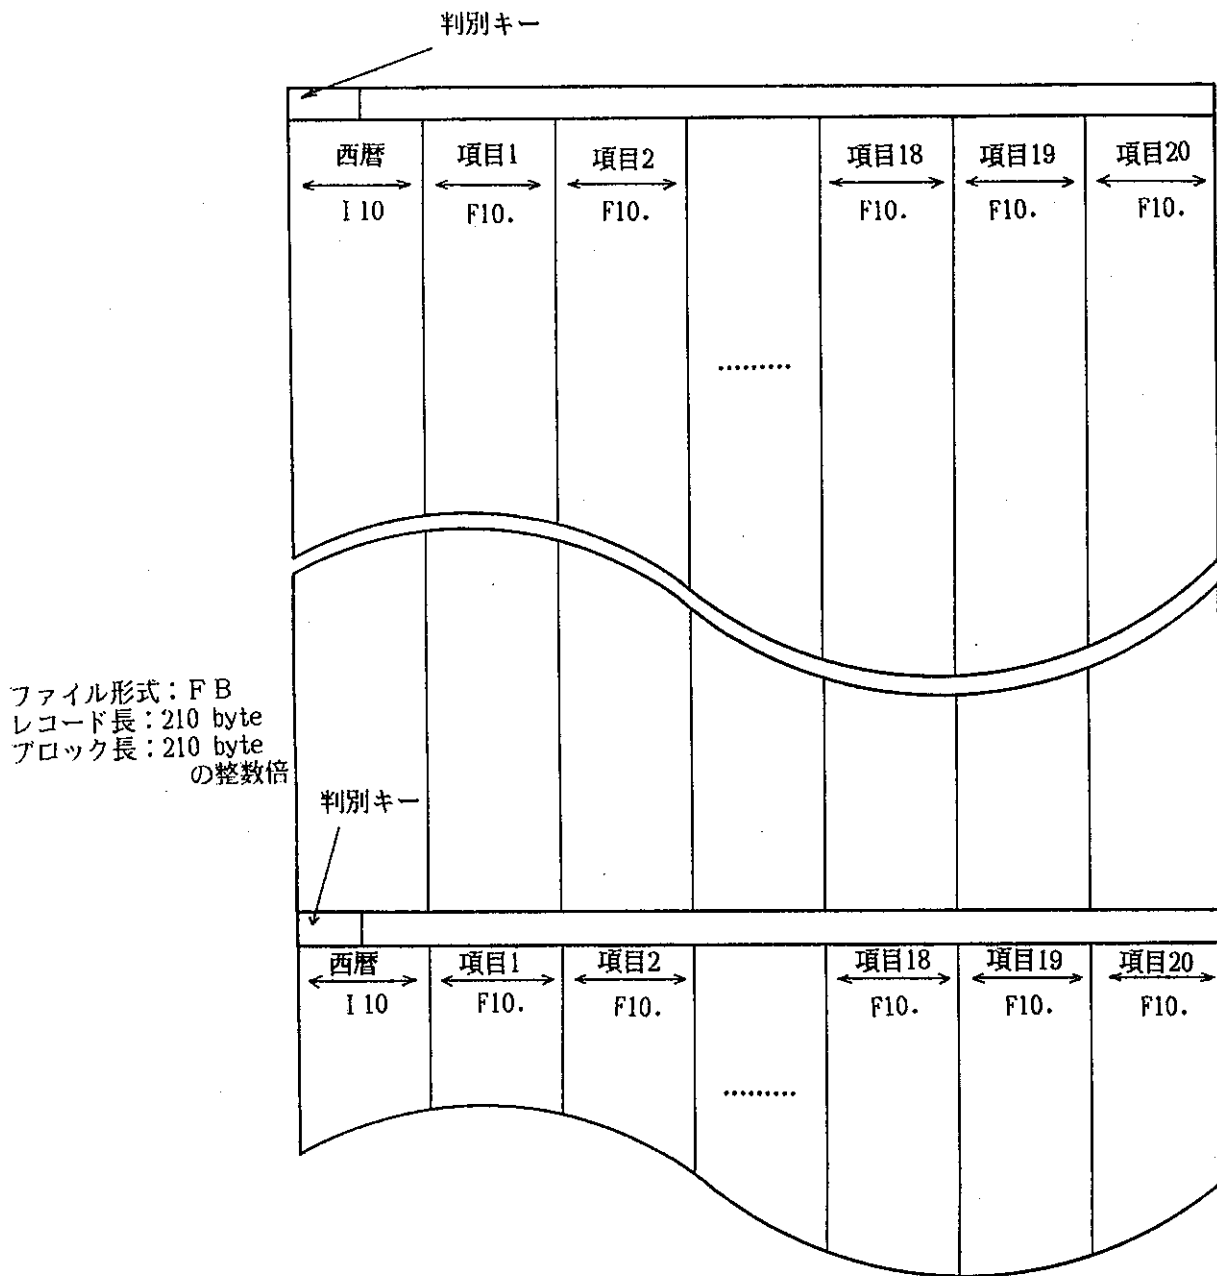 判別キー
西暦 項目1 項目2 項目18 項目19 項目20
I 10 F10. F10. F10. F10. F10.
.........
ファイル形式：ＦＢ
レコード長：210 byte
ブロック長：210 byte
の整数倍
判別キー
西暦 項目1 項目2 項目18 項目19 項目20
I 10 F10. F10. F10. F10. F10.
.........